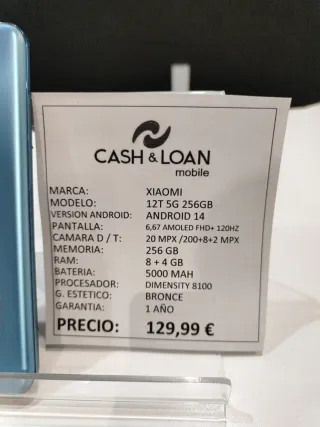 CASH & LOAN
mobile
MARCA: XIAOMI
MODELO: 12T 5G 256GB
VERSION ANDROID: ANDROID 14
PANTALLA: 6,67 AMOLED FHD+ 120HZ
CAMARA D / T: 20 MPX /200+8+2 MPX
MEMORIA: 256 GB
RAM: 8 + 4 GB
BATERIA: 5000 MAH
PROCESADOR: DIMENSITY 8100
G. ESTETICO: BRONCE
GARANTIA: 1 AÑO
PRECIO: 129,99 €